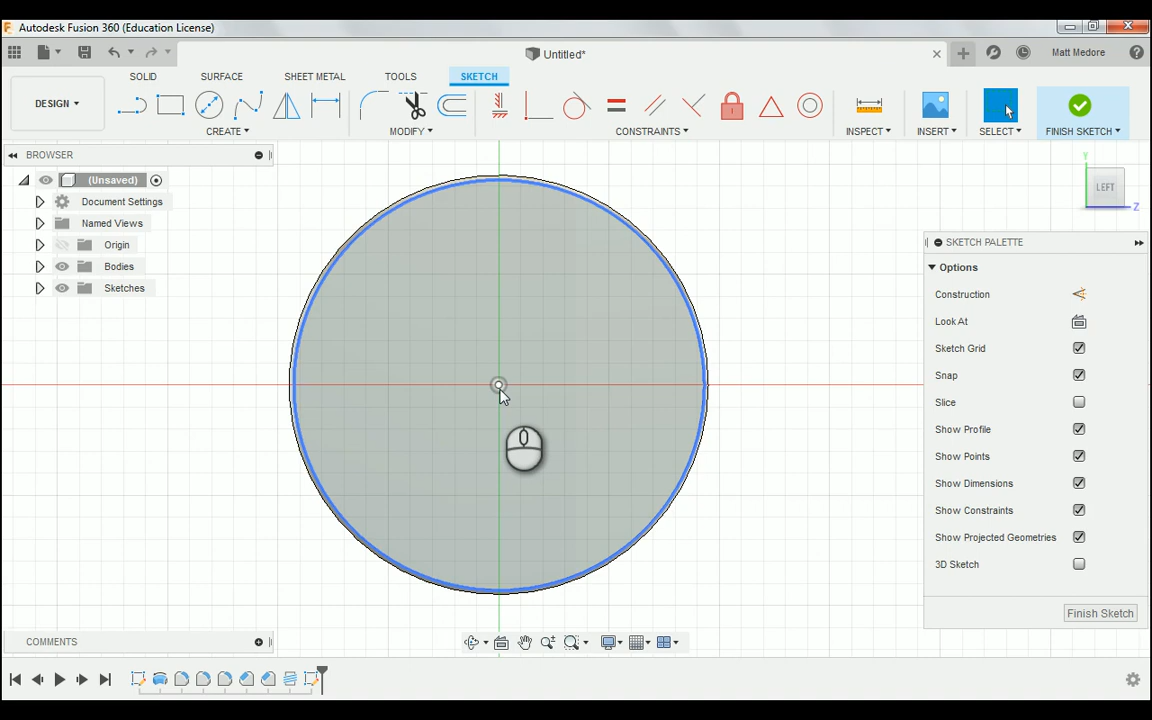 Autodesk Fusion 360 (Education License)
Untitled*
Matt Medore
SOLID
SURFACE
SHEET METAL
TOOLS
SKETCH
DESIGN
CREATE
MODIFY
CONSTRAINTS
INSPECT
INSERT
SELECT
FINISH SKETCH
BROWSER
(Unsaved)
Document Settings
Named Views
Origin
Bodies
Sketches
Y
LEFT
Z
SKETCH PALETTE
Options
Construction
Look At
Sketch Grid
Snap
Slice
Show Profile
Show Points
Show Dimensions
Show Constraints
Show Projected Geometries
3D Sketch
Finish Sketch
COMMENTS